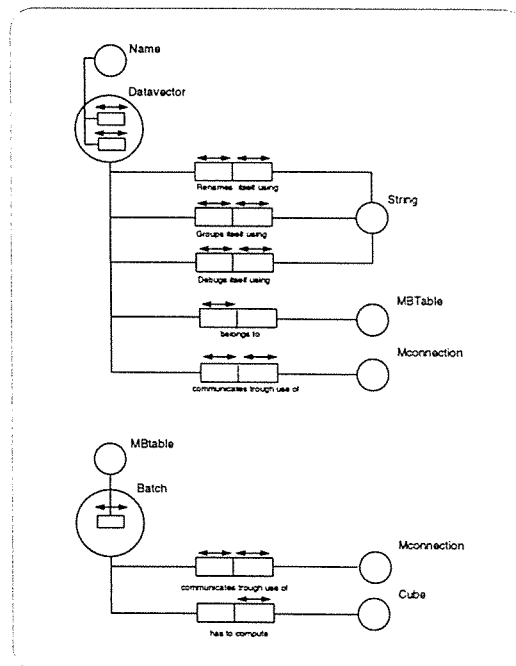 Name
Datavector
Renames itself using
String
Groups itself using
Debugs itself using
MBTable
belongs to
Mconnection
communicates trough use of
MBtable
Batch
Mconnection
communicates trough use of
Cube
has to compute